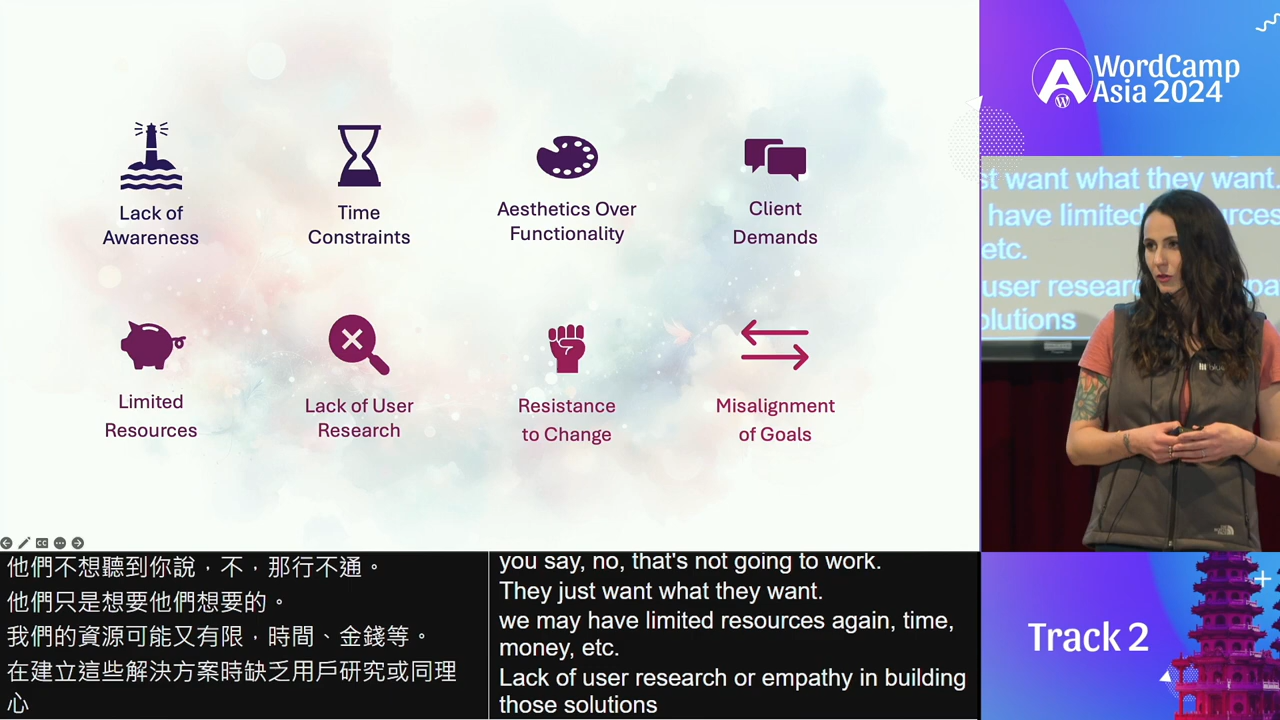 Lack of
Awareness
Time
Constraints
Aesthetics Over
Functionality
Client
Demands
Limited
Resources
Lack of User
Research
Resistance
to Change
Misalignment
of Goals
WordCamp
Asia 2024
st want what they want.
have limited
etc.
user resear
olutions
THE
NORTH
FACE
Track 2
他們不想聽到你說，不，那行不通。
他們只是想要他們想要的。
我們的資源可能又有限，時間、金錢等。
在建立這些解決方案時缺乏用戶研究或同理
心
you say, no, that's not going to work.
They just want what they want.
we may have limited resources again, time,
money, etc.
Lack of user research or empathy in building
those solutions